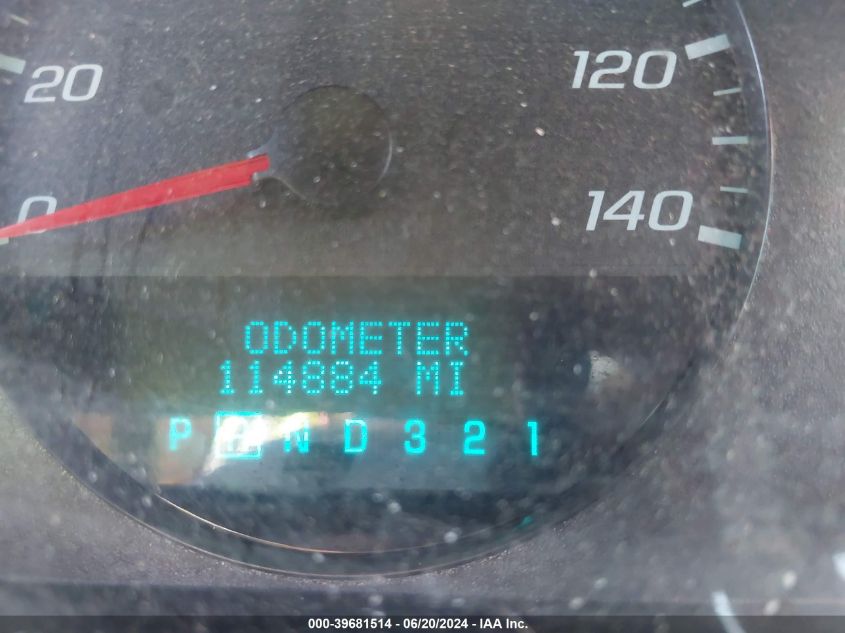 20 120
0 140
ODOMETER
114884 MI
P R N D 3 2 1
000-39681514 - 06/20/2024 - IAA Inc.